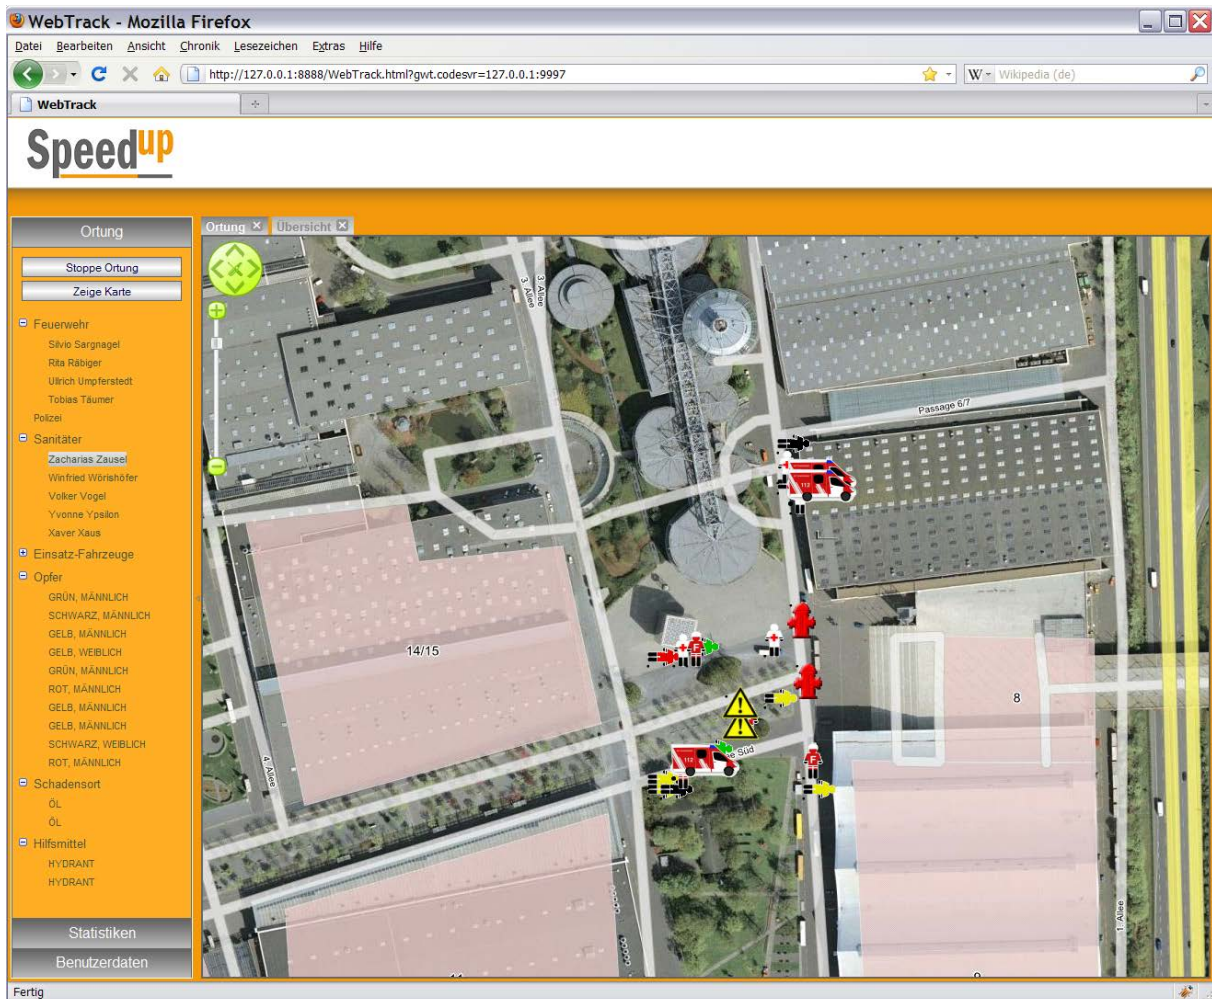 WebTrack - Mozilla Firefox
Datei Bearbeiten Ansicht Chronik Lesezeichen Extras Hilfe
http://127.0.0.1:8888/WebTrack.html?gwt.codesvr=127.0.0.1:9997
W Wikipedia (de)
WebTrack
Speedup
Ortung
Ortung Übersicht
Stoppe Ortung
Zeige Karte
Feuerwehr
Silvio Sargnagel
Rita Räbiger
Ullrich Umpferstedt
Tobias Täumer
Polizei
Sanitäter
Zacharias Zausel
Winfried Wörishöfer
Volker Vogel
Yvonne Ypsilon
Xaver Xaus
Einsatz-Fahrzeuge
Opfer
GRÜN, MÄNNLICH
SCHWARZ, MÄNNLICH
GELB, MÄNNLICH
GELB, WEIBLICH
GRÜN, MÄNNLICH
ROT, MÄNNLICH
GELB, MÄNNLICH
GELB, MÄNNLICH
SCHWARZ, WEIBLICH
ROT, MÄNNLICH
Schadensort
ÖL
ÖL
Hilfsmittel
HYDRANT
HYDRANT
Statistiken
Benutzerdaten
3. Allee
3. Allee
Passage 6/7
112
14/15
F
8
4. Allee
Süd
112
F
1. Allee
Fertig